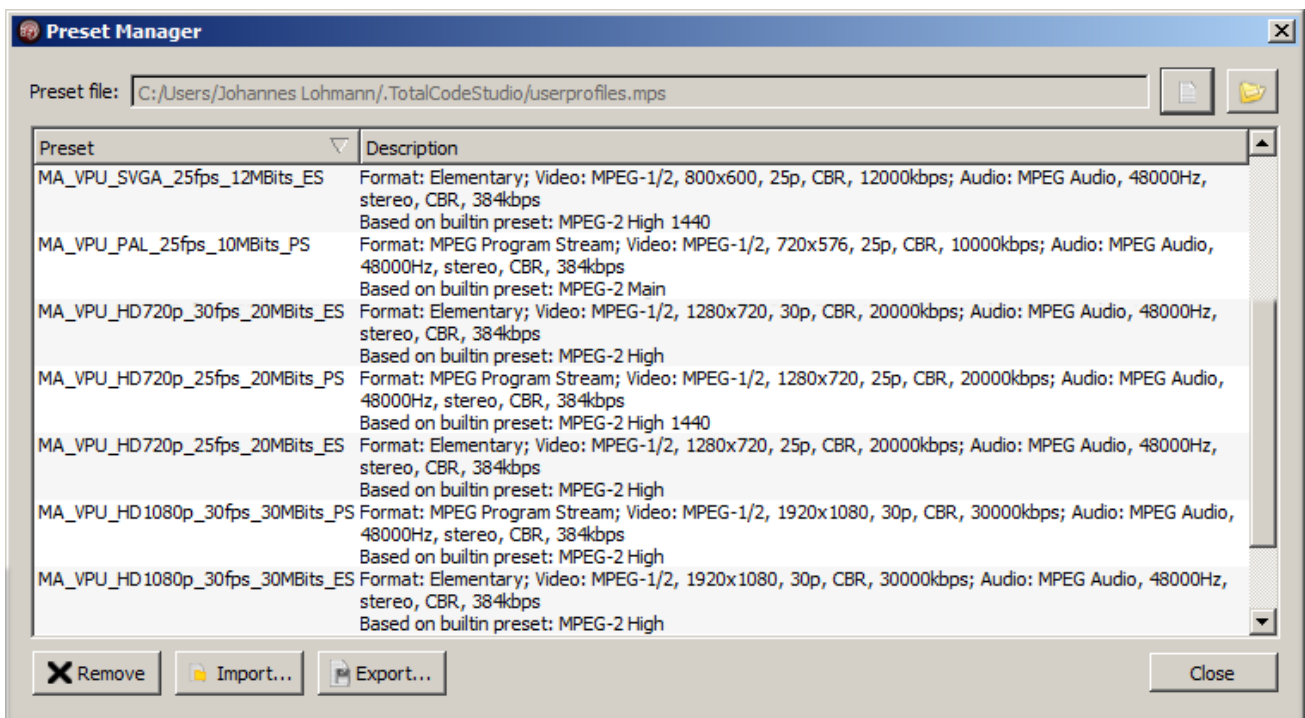 Preset Manager
Preset file: C:/Users/Johannes Lohmann/.TotalCodeStudio/userprofiles.mps
Preset Description
MA_VPU_SVGA_25fps_12MBits_ES Format: Elementary; Video: MPEG-1/2, 800x600, 25p, CBR, 12000kbps; Audio: MPEG Audio, 48000Hz,
stereo, CBR, 384kbps
Based on builtin preset: MPEG-2 High 1440
MA_VPU_PAL_25fps_10MBits_PS Format: MPEG Program Stream; Video: MPEG-1/2, 720x576, 25p, CBR, 10000kbps; Audio: MPEG Audio,
48000Hz, stereo, CBR, 384kbps
Based on builtin preset: MPEG-2 Main
MA_VPU_HD720p_30fps_20MBits_ES Format: Elementary; Video: MPEG-1/2, 1280x720, 30p, CBR, 20000kbps; Audio: MPEG Audio, 48000Hz,
stereo, CBR, 384kbps
Based on builtin preset: MPEG-2 High
MA_VPU_HD720p_25fps_20MBits_PS Format: MPEG Program Stream; Video: MPEG-1/2, 1280x720, 25p, CBR, 20000kbps; Audio: MPEG Audio,
48000Hz, stereo, CBR, 384kbps
Based on builtin preset: MPEG-2 High 1440
MA_VPU_HD720p_25fps_20MBits_ES Format: Elementary; Video: MPEG-1/2, 1280x720, 25p, CBR, 20000kbps; Audio: MPEG Audio, 48000Hz,
stereo, CBR, 384kbps
Based on builtin preset: MPEG-2 High
MA_VPU_HD1080p_30fps_30MBits_PS Format: MPEG Program Stream; Video: MPEG-1/2, 1920x1080, 30p, CBR, 30000kbps; Audio: MPEG Audio,
48000Hz, stereo, CBR, 384kbps
Based on builtin preset: MPEG-2 High
MA_VPU_HD1080p_30fps_30MBits_ES Format: Elementary; Video: MPEG-1/2, 1920x1080, 30p, CBR, 30000kbps; Audio: MPEG Audio, 48000Hz,
stereo, CBR, 384kbps
Based on builtin preset: MPEG-2 High
Remove Import... Export... Close